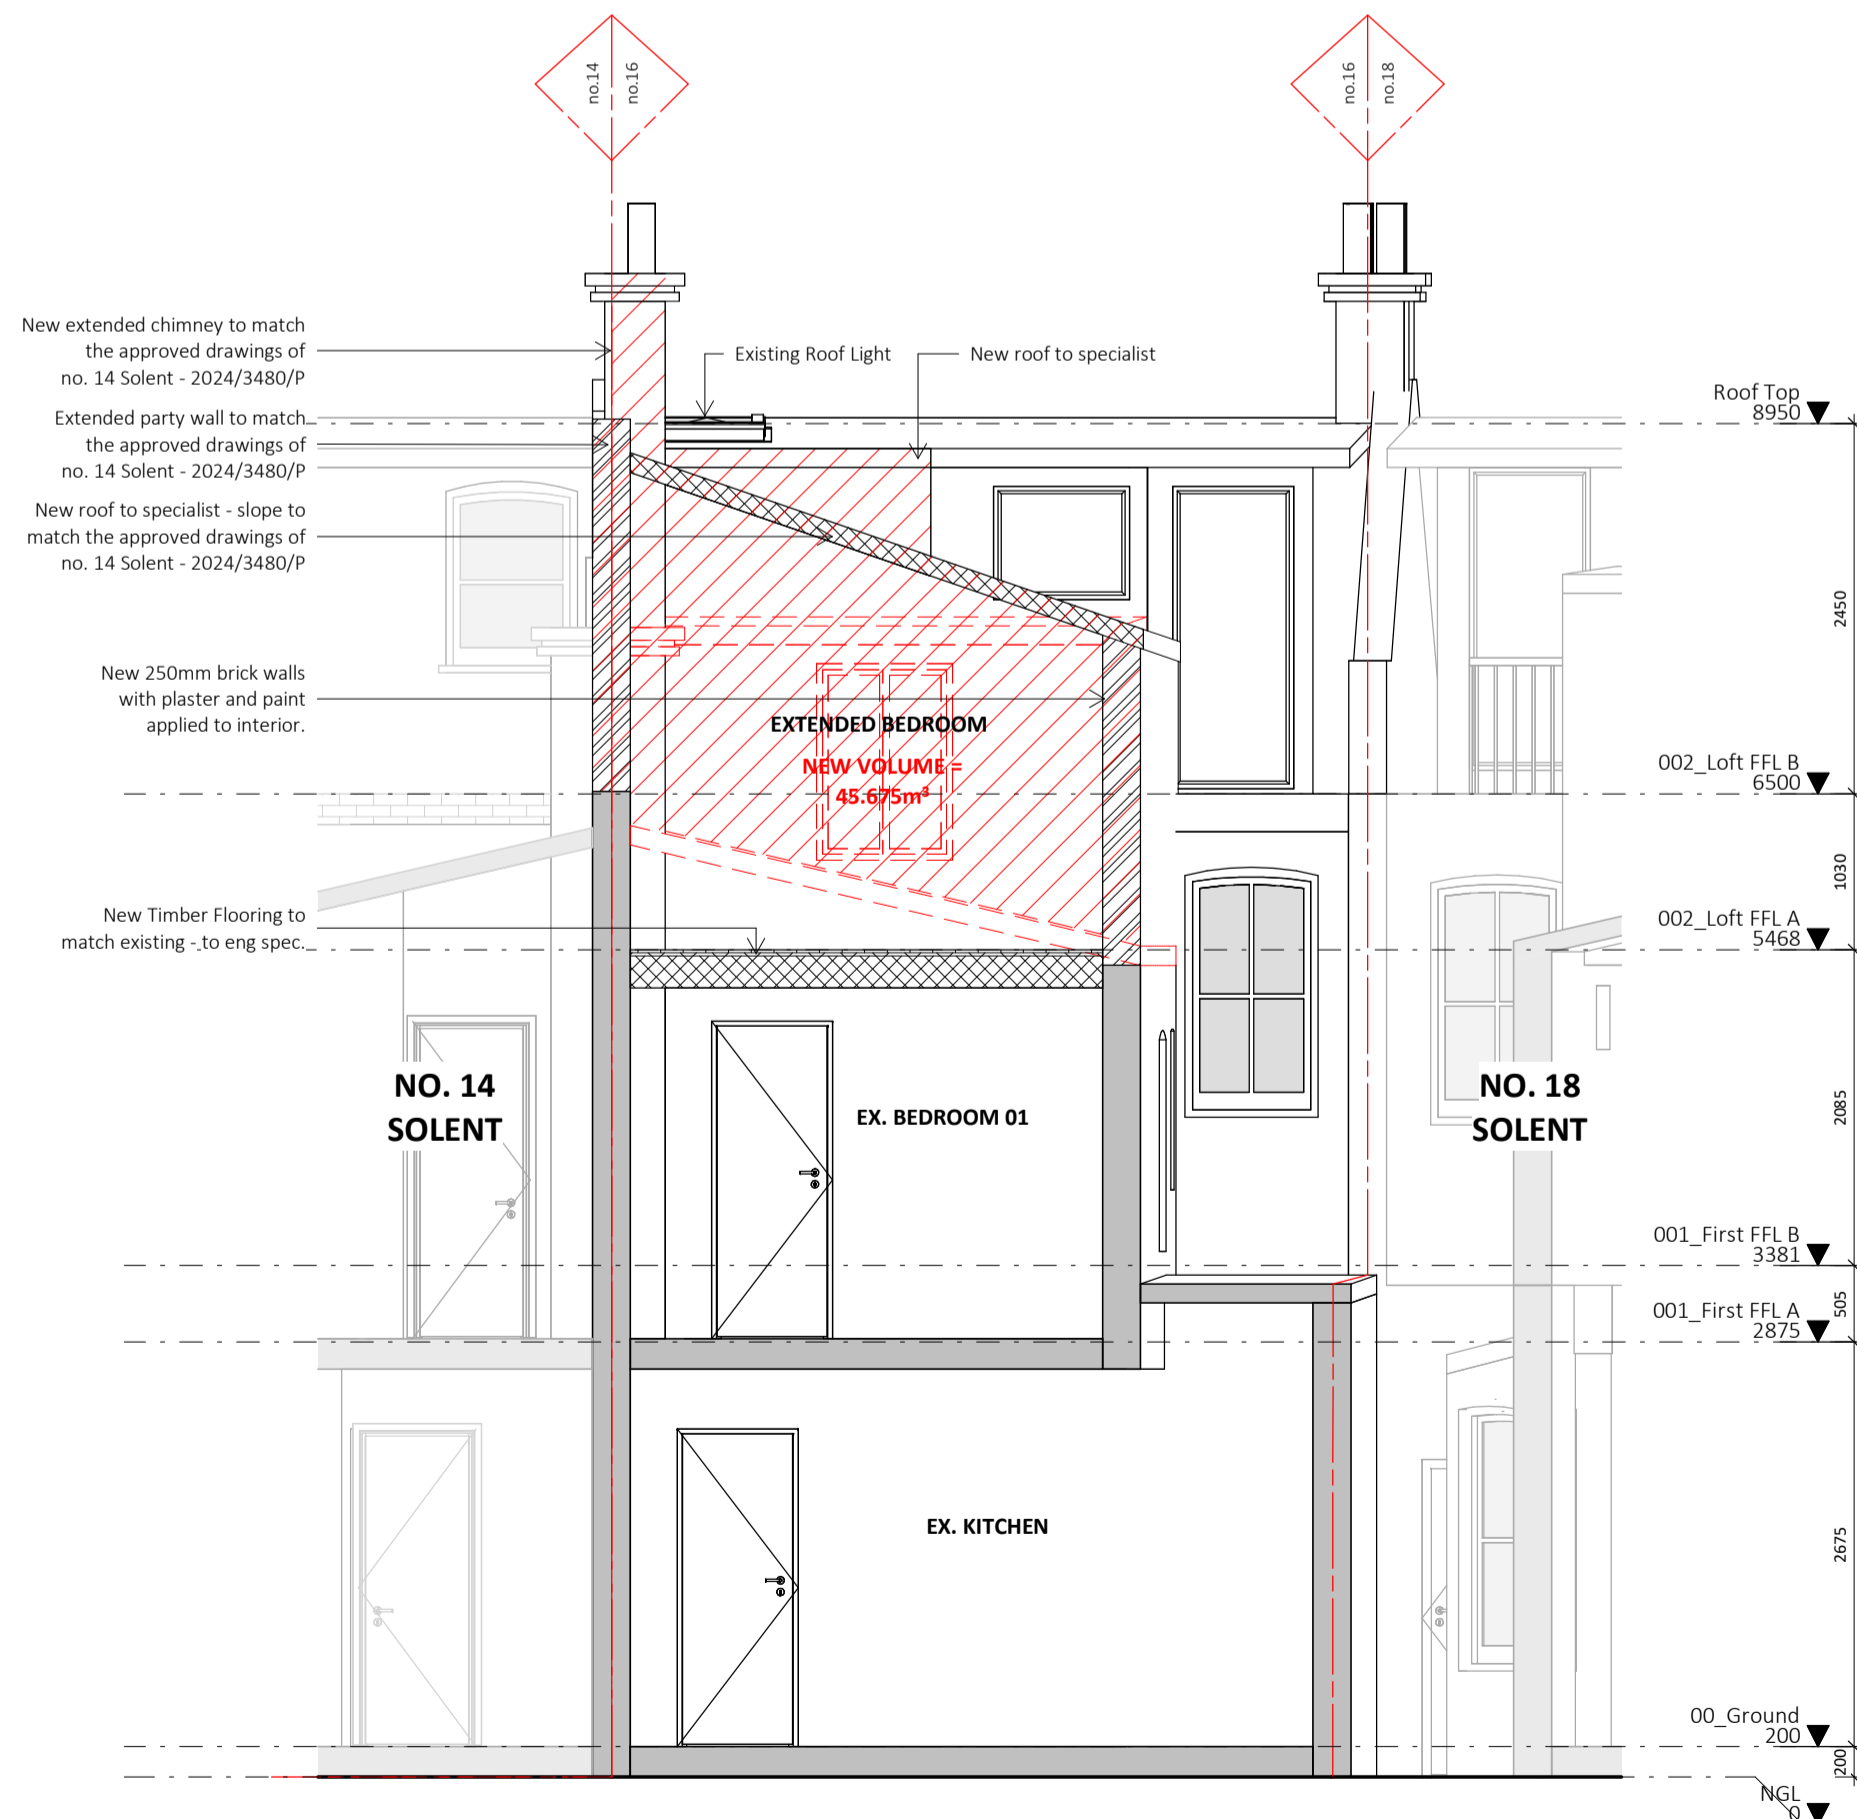 no.14
no.16
no.16
no.18
New extended chimney to match
the approved drawings of
no. 14 Solent - 2024/3480/P
Existing Roof Light
New roof to specialist
Extended party wall to match
the approved drawings of
no. 14 Solent - 2024/3480/P
New roof to specialist - slope to
match the approved drawings of
no. 14 Solent - 2024/3480/P
New 250mm brick walls
with plaster and paint
applied to interior.
EXTENDED BEDROOM
NEW VOLUME =
45.675m³
New Timber Flooring to
match existing - to eng spec.
NO. 14
SOLENT
EX. BEDROOM 01
NO. 18
SOLENT
EX. KITCHEN
Roof Top
8950
2450
002_Loft FFL B
6500
1030
002_Loft FFL A
5468
2085
001_First FFL B
3381
505
001_First FFL A
2875
2675
00_Ground
200
200
NGL
0